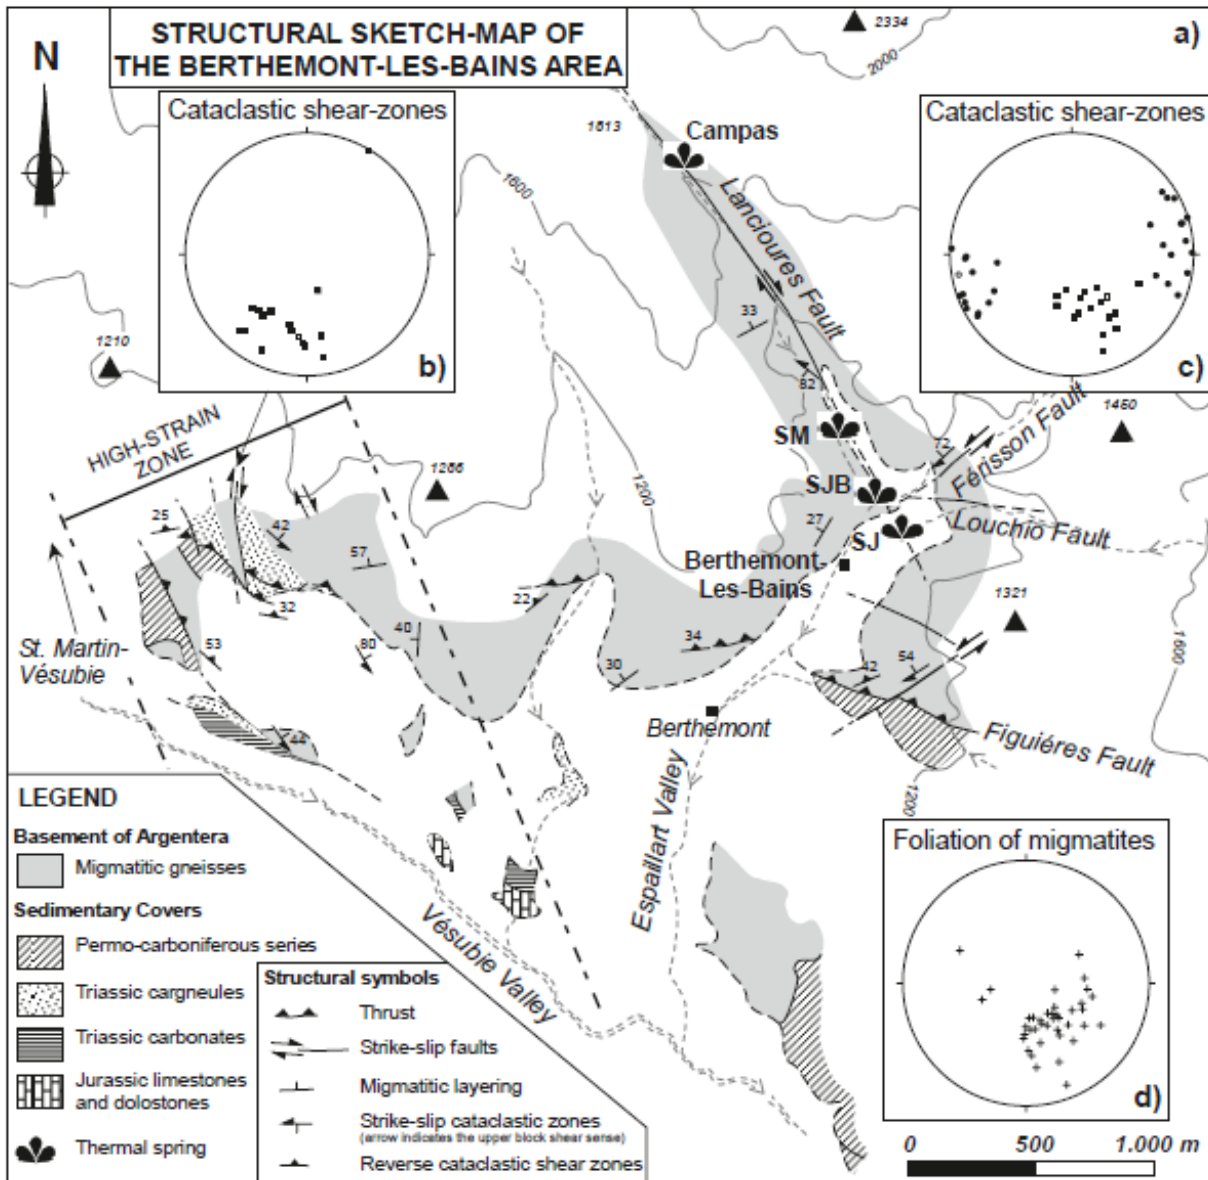 STRUCTURAL SKETCH-MAP OF
THE BERTHEMONT-LES-BAINS AREA
a)
N
2334
2000
Cataclastic shear-zones
b)
1613
Campas
Cataclastic shear-zones
c)
1600
Lancioures Fault
33
82
1210
1286
1200
HIGH-STRAIN
ZONE
SM
SJB
SJ
72
1450
Férisson Fault
Louchio Fault
25
42
57
27
Berthemont-
Les-Bains
1321
22
32
40
34
80
53
30
42
54
1600
St. Martin-
Vésubie
44
Berthemont
Figuiéres Fault
1200
Espaillart Valley
Vésubie Valley
LEGEND
Basement of Argentera
Migmatitic gneisses
Sedimentary Covers
Permo-carboniferous series
Triassic cargneules
Triassic carbonates
Jurassic limestones
and dolostones
Thermal spring
Structural symbols
Thrust
Strike-slip faults
Migmatitic layering
Strike-slip cataclastic zones
(arrow indicates the upper block shear sense)
Reverse cataclastic shear zones
Foliation of migmatites
d)
0 500 1.000 m